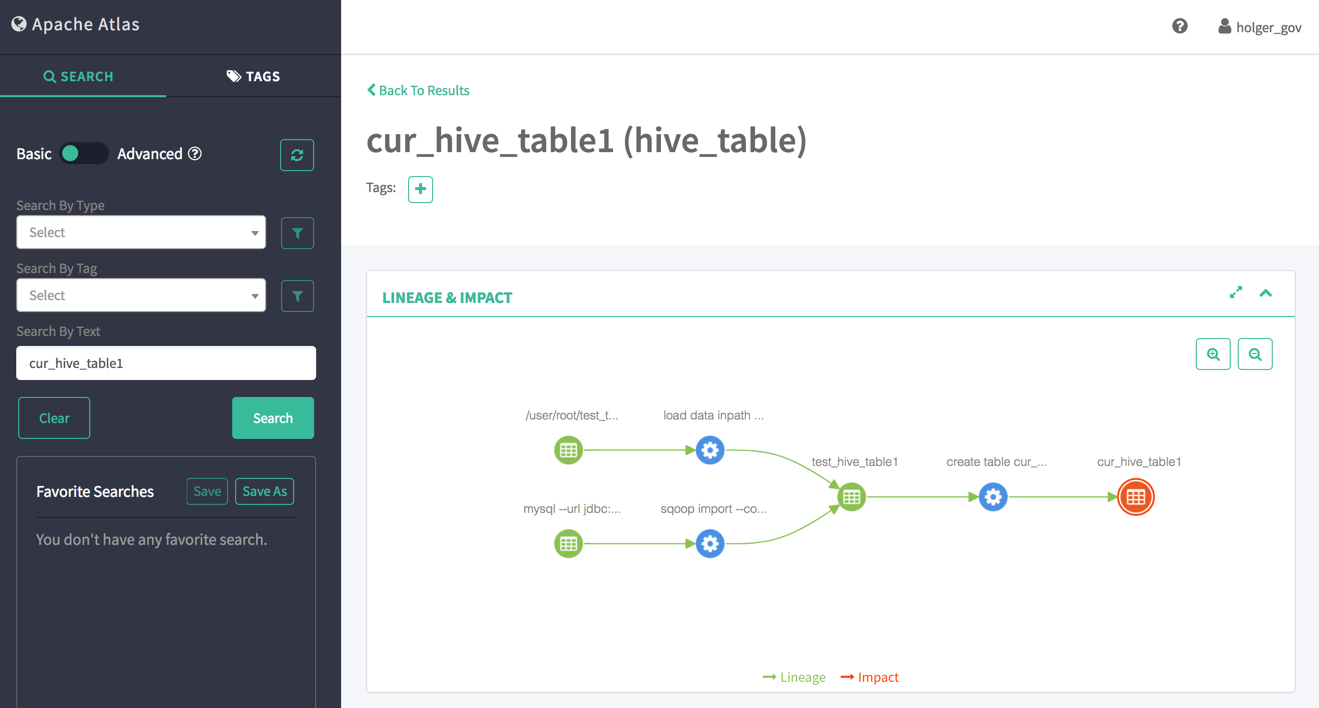 Apache Atlas
holger_gov
SEARCH
TAGS
Back To Results
cur_hive_table1 (hive_table)
Basic
Advanced
Tags:
Search By Type
Select
Search By Tag
Select
LINEAGE & IMPACT
Search By Text
cur_hive_table1
Clear
Search
/user/root/test_t...
load data inpath ...
test_hive_table1
create table cur_...
cur_hive_table1
mysql --url jdbc:...
sqoop import --co...
Favorite Searches
Save
Save As
You don't have any favorite search.
Lineage
Impact